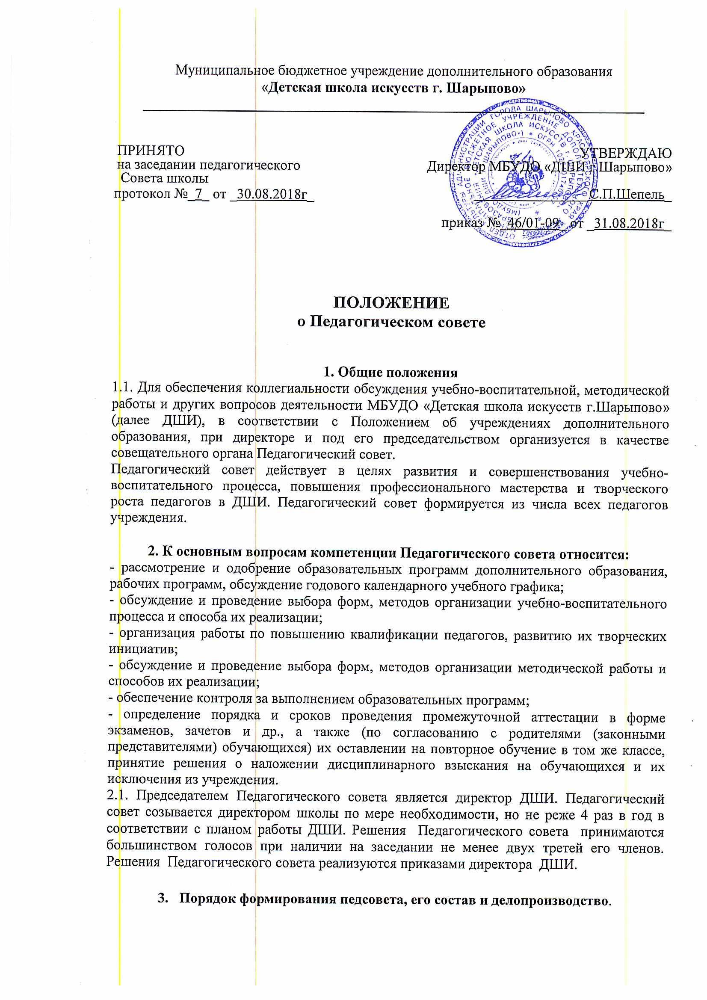 Муниципальное бюджетное учреждение дополнительного образования
«Детская школа искусств г. Шарыпово»
ПРИНЯТО
на заседании педагогического
Совета школы
протокол №_7_ от _30.08.2018г_
УТВЕРЖДАЮ
Директор МБУДО «ДШИ г. Шарыпово»
С.П.Шепель_
приказ №_46/01-09_ от _31.08.2018г_
ПОЛОЖЕНИЕ
о Педагогическом совете
1. Общие положения
1.1. Для обеспечения коллегиальности обсуждения учебно-воспитательной, методической
работы и других вопросов деятельности МБУДО «Детская школа искусств г.Шарыпово»
(далее ДШИ), в соответствии с Положением об учреждениях дополнительного
образования, при директоре и под его председательством организуется в качестве
совещательного органа Педагогический совет.
Педагогический совет действует в целях развития и совершенствования учебно-
воспитательного процесса, повышения профессионального мастерства и творческого
роста педагогов в ДШИ. Педагогический совет формируется из числа всех педагогов
учреждения.
2. К основным вопросам компетенции Педагогического совета относится:
- рассмотрение и одобрение образовательных программ дополнительного образования,
рабочих программ, обсуждение годового календарного учебного графика;
- обсуждение и проведение выбора форм, методов организации учебно-воспитательного
процесса и способа их реализации;
- организация работы по повышению квалификации педагогов, развитию их творческих
инициатив;
- обсуждение и проведение выбора форм, методов организации методической работы и
способов их реализации;
- обеспечение контроля за выполнением образовательных программ;
- определение порядка и сроков проведения промежуточной аттестации в форме
экзаменов, зачетов и др., а также (по согласованию с родителями (законными
представителями) обучающихся) их оставлении на повторное обучение в том же классе,
принятие решения о наложении дисциплинарного взыскания на обучающихся и их
исключения из учреждения.
2.1. Председателем Педагогического совета является директор ДШИ. Педагогический
совет созывается директором школы по мере необходимости, но не реже 4 раз в год в
соответствии с планом работы ДШИ. Решения Педагогического совета принимаются
большинством голосов при наличии на заседании не менее двух третей его членов.
Решения Педагогического совета реализуются приказами директора ДШИ.
3. Порядок формирования педсовета, его состав и делопроизводство.